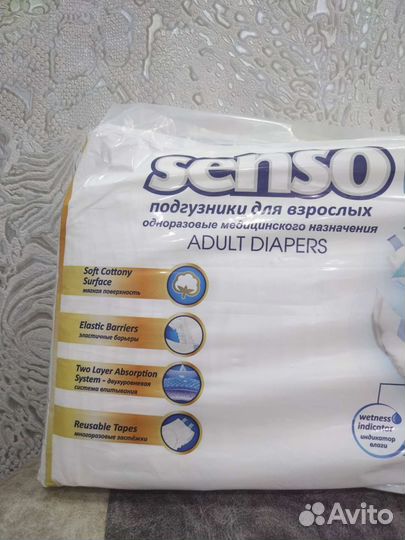 senso
подгузники для взрослых
одноразовые медицинского назначения
ADULT DIAPERS
Soft Cottony
Surface
мягкая поверхность
Elastic Barriers
эластичные барьеры
Two Layer Absorption
System - двухуровневая
система впитывания
Reusable Tapes
многоразовые застёжки
wetness
indicator
индикатор
влаги
Avito